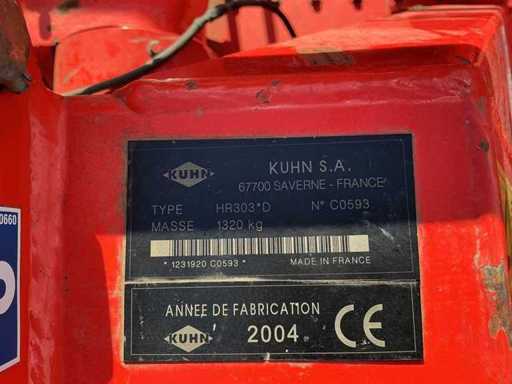 KUHN
KUHN S.A.
67700 SAVERNE - FRANCE
TYPE HR303*D N° C0593
MASSE 1320 kg
* 1231920 C0593 * MADE IN FRANCE
ANNEE DE FABRICATION
KUHN 2004 CE
0660